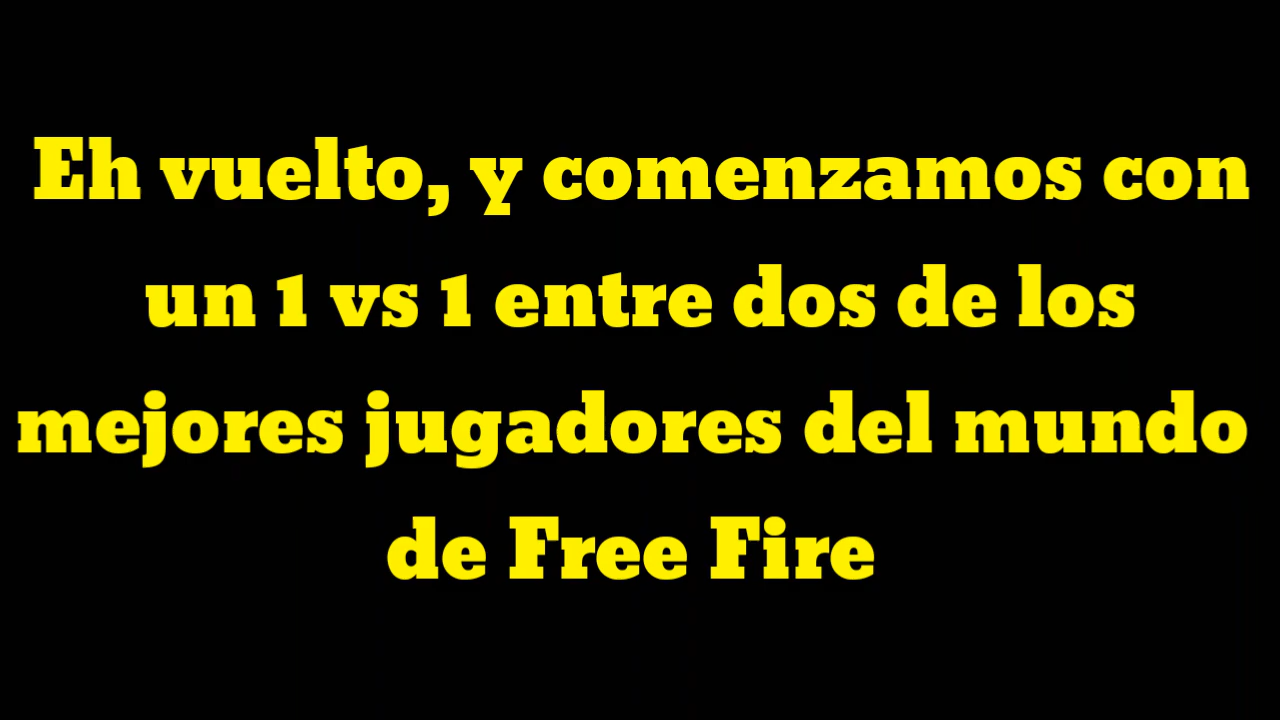 Eh vuelto, y comenzamos con
un 1 vs 1 entre dos de los
mejores jugadores del mundo
de Free Fire